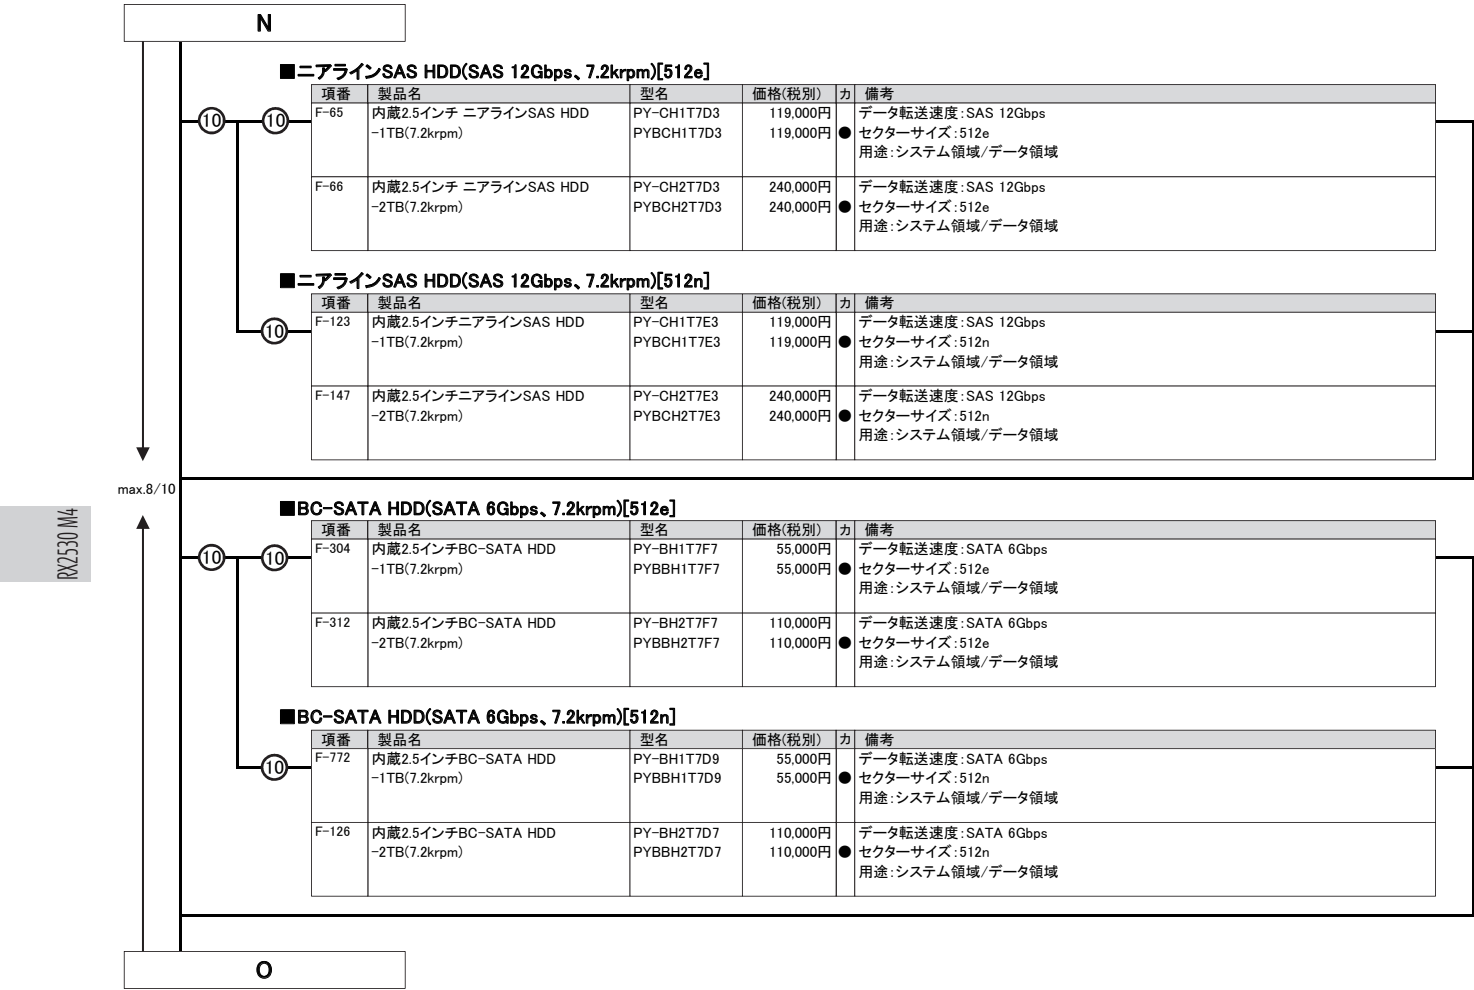 N
■ニアラインSAS HDD(SAS 12Gbps、7.2krpm)[512e]
項番 製品名 型名 価格(税別) カ 備考
⑩ ⑩ F-65 内蔵2.5インチ ニアラインSAS HDD PY-CH1T7D3 119,000円 データ転送速度:SAS 12Gbps
-1TB(7.2krpm) PYBCH1T7D3 119,000円 ● セクターサイズ:512e
用途:システム領域/データ領域
F-66 内蔵2.5インチ ニアラインSAS HDD PY-CH2T7D3 240,000円 データ転送速度:SAS 12Gbps
-2TB(7.2krpm) PYBCH2T7D3 240,000円 ● セクターサイズ:512e
用途:システム領域/データ領域
■ニアラインSAS HDD(SAS 12Gbps、7.2krpm)[512n]
項番 製品名 型名 価格(税別) カ 備考
⑩ F-123 内蔵2.5インチニアラインSAS HDD PY-CH1T7E3 119,000円 データ転送速度:SAS 12Gbps
-1TB(7.2krpm) PYBCH1T7E3 119,000円 ● セクターサイズ:512n
用途:システム領域/データ領域
F-147 内蔵2.5インチニアラインSAS HDD PY-CH2T7E3 240,000円 データ転送速度:SAS 12Gbps
-2TB(7.2krpm) PYBCH2T7E3 240,000円 ● セクターサイズ:512n
用途:システム領域/データ領域
max.8/10
RX2530 M4
■BC-SATA HDD(SATA 6Gbps、7.2krpm)[512e]
項番 製品名 型名 価格(税別) カ 備考
⑩ ⑩ F-304 内蔵2.5インチBC-SATA HDD PY-BH1T7F7 55,000円 データ転送速度:SATA 6Gbps
-1TB(7.2krpm) PYBBH1T7F7 55,000円 ● セクターサイズ:512e
用途:システム領域/データ領域
F-312 内蔵2.5インチBC-SATA HDD PY-BH2T7F7 110,000円 データ転送速度:SATA 6Gbps
-2TB(7.2krpm) PYBBH2T7F7 110,000円 ● セクターサイズ:512e
用途:システム領域/データ領域
■BC-SATA HDD(SATA 6Gbps、7.2krpm)[512n]
項番 製品名 型名 価格(税別) カ 備考
⑩ F-772 内蔵2.5インチBC-SATA HDD PY-BH1T7D9 55,000円 データ転送速度:SATA 6Gbps
-1TB(7.2krpm) PYBBH1T7D9 55,000円 ● セクターサイズ:512n
用途:システム領域/データ領域
F-126 内蔵2.5インチBC-SATA HDD PY-BH2T7D7 110,000円 データ転送速度:SATA 6Gbps
-2TB(7.2krpm) PYBBH2T7D7 110,000円 ● セクターサイズ:512n
用途:システム領域/データ領域
O